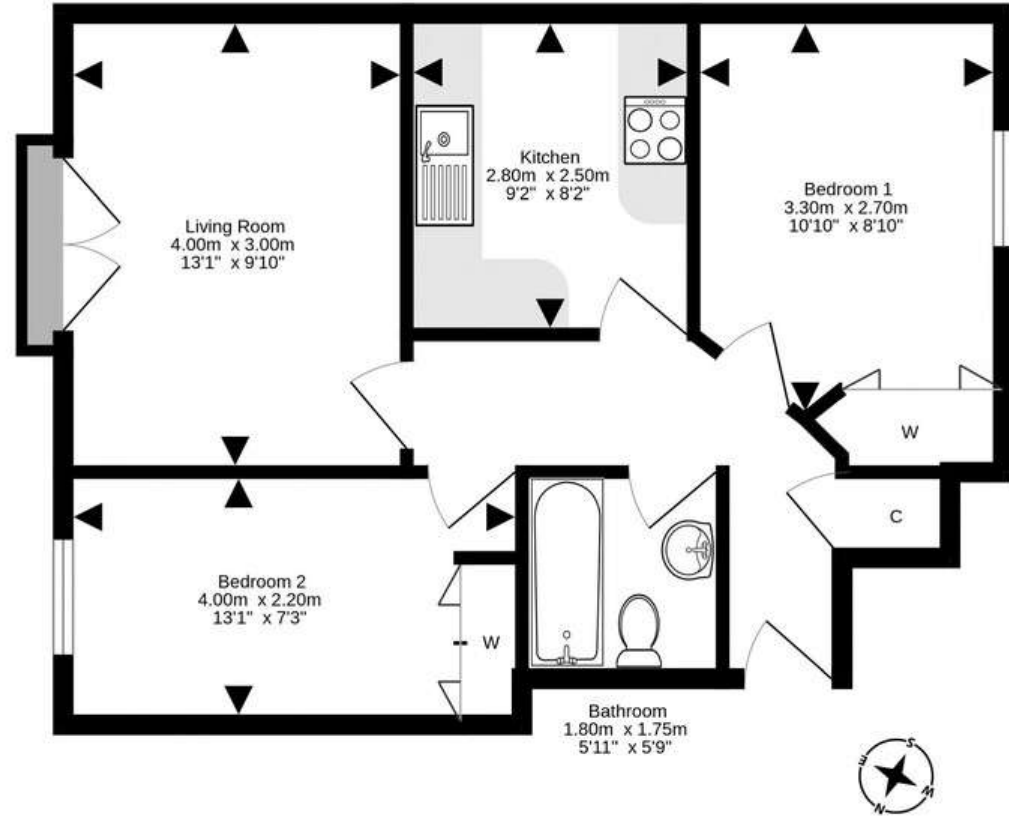 Living Room
4.00m x 3.00m
13'1" x 9'10"
Kitchen
2.80m x 2.50m
9'2" x 8'2"
Bedroom 1
3.30m x 2.70m
10'10" x 8'10"
W
C
Bedroom 2
4.00m x 2.20m
13'1" x 7'3"
W
Bathroom
1.80m x 1.75m
5'11" x 5'9"
S
E
W
N